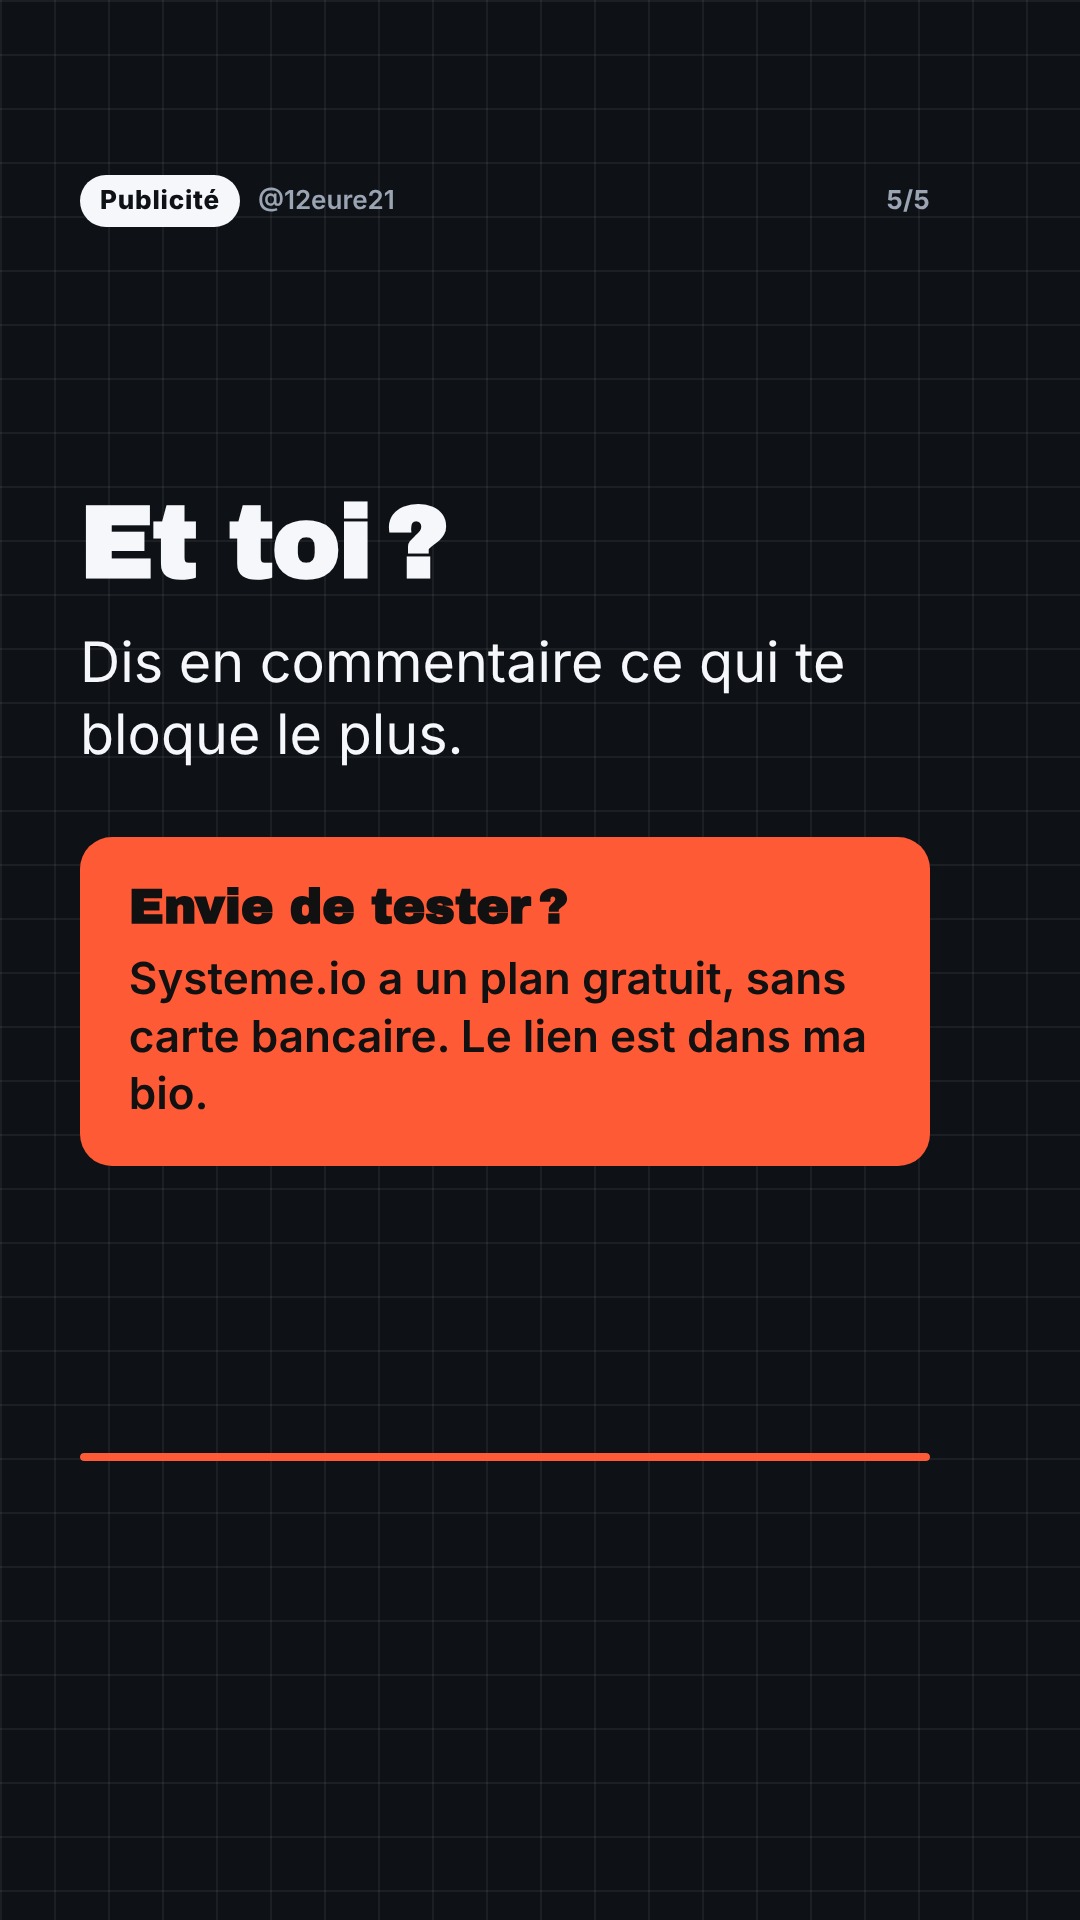 Publicité @12eure21 5/5
Et toi ?
Dis en commentaire ce qui te
bloque le plus.
Envie de tester ?
Systeme.io a un plan gratuit, sans
carte bancaire. Le lien est dans ma
bio.